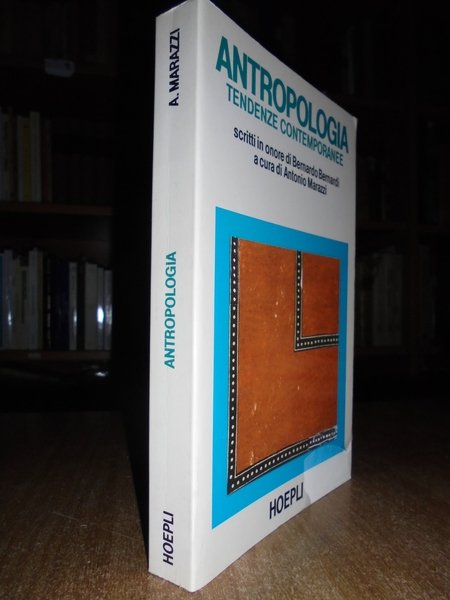 A. MARAZZI
ANTROPOLOGIA
HOEPLI
ANTROPOLOGIA
TENDENZE CONTEMPORANEE
scritti in onore di Bernardo Bernardi
a cura di Antonio Marazzi
HOEPLI